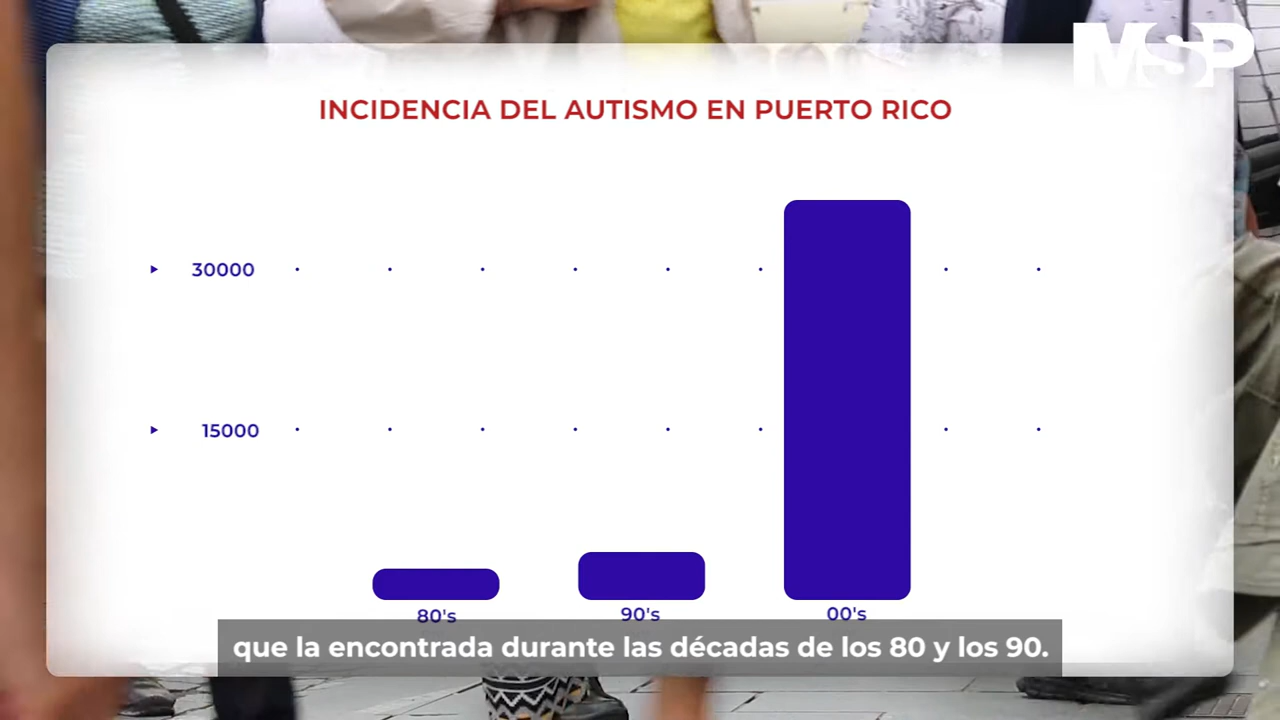 MSP
INCIDENCIA DEL AUTISMO EN PUERTO RICO
30000
15000
80's
90's
00's
que la encontrada durante las décadas de los 80 y los 90.